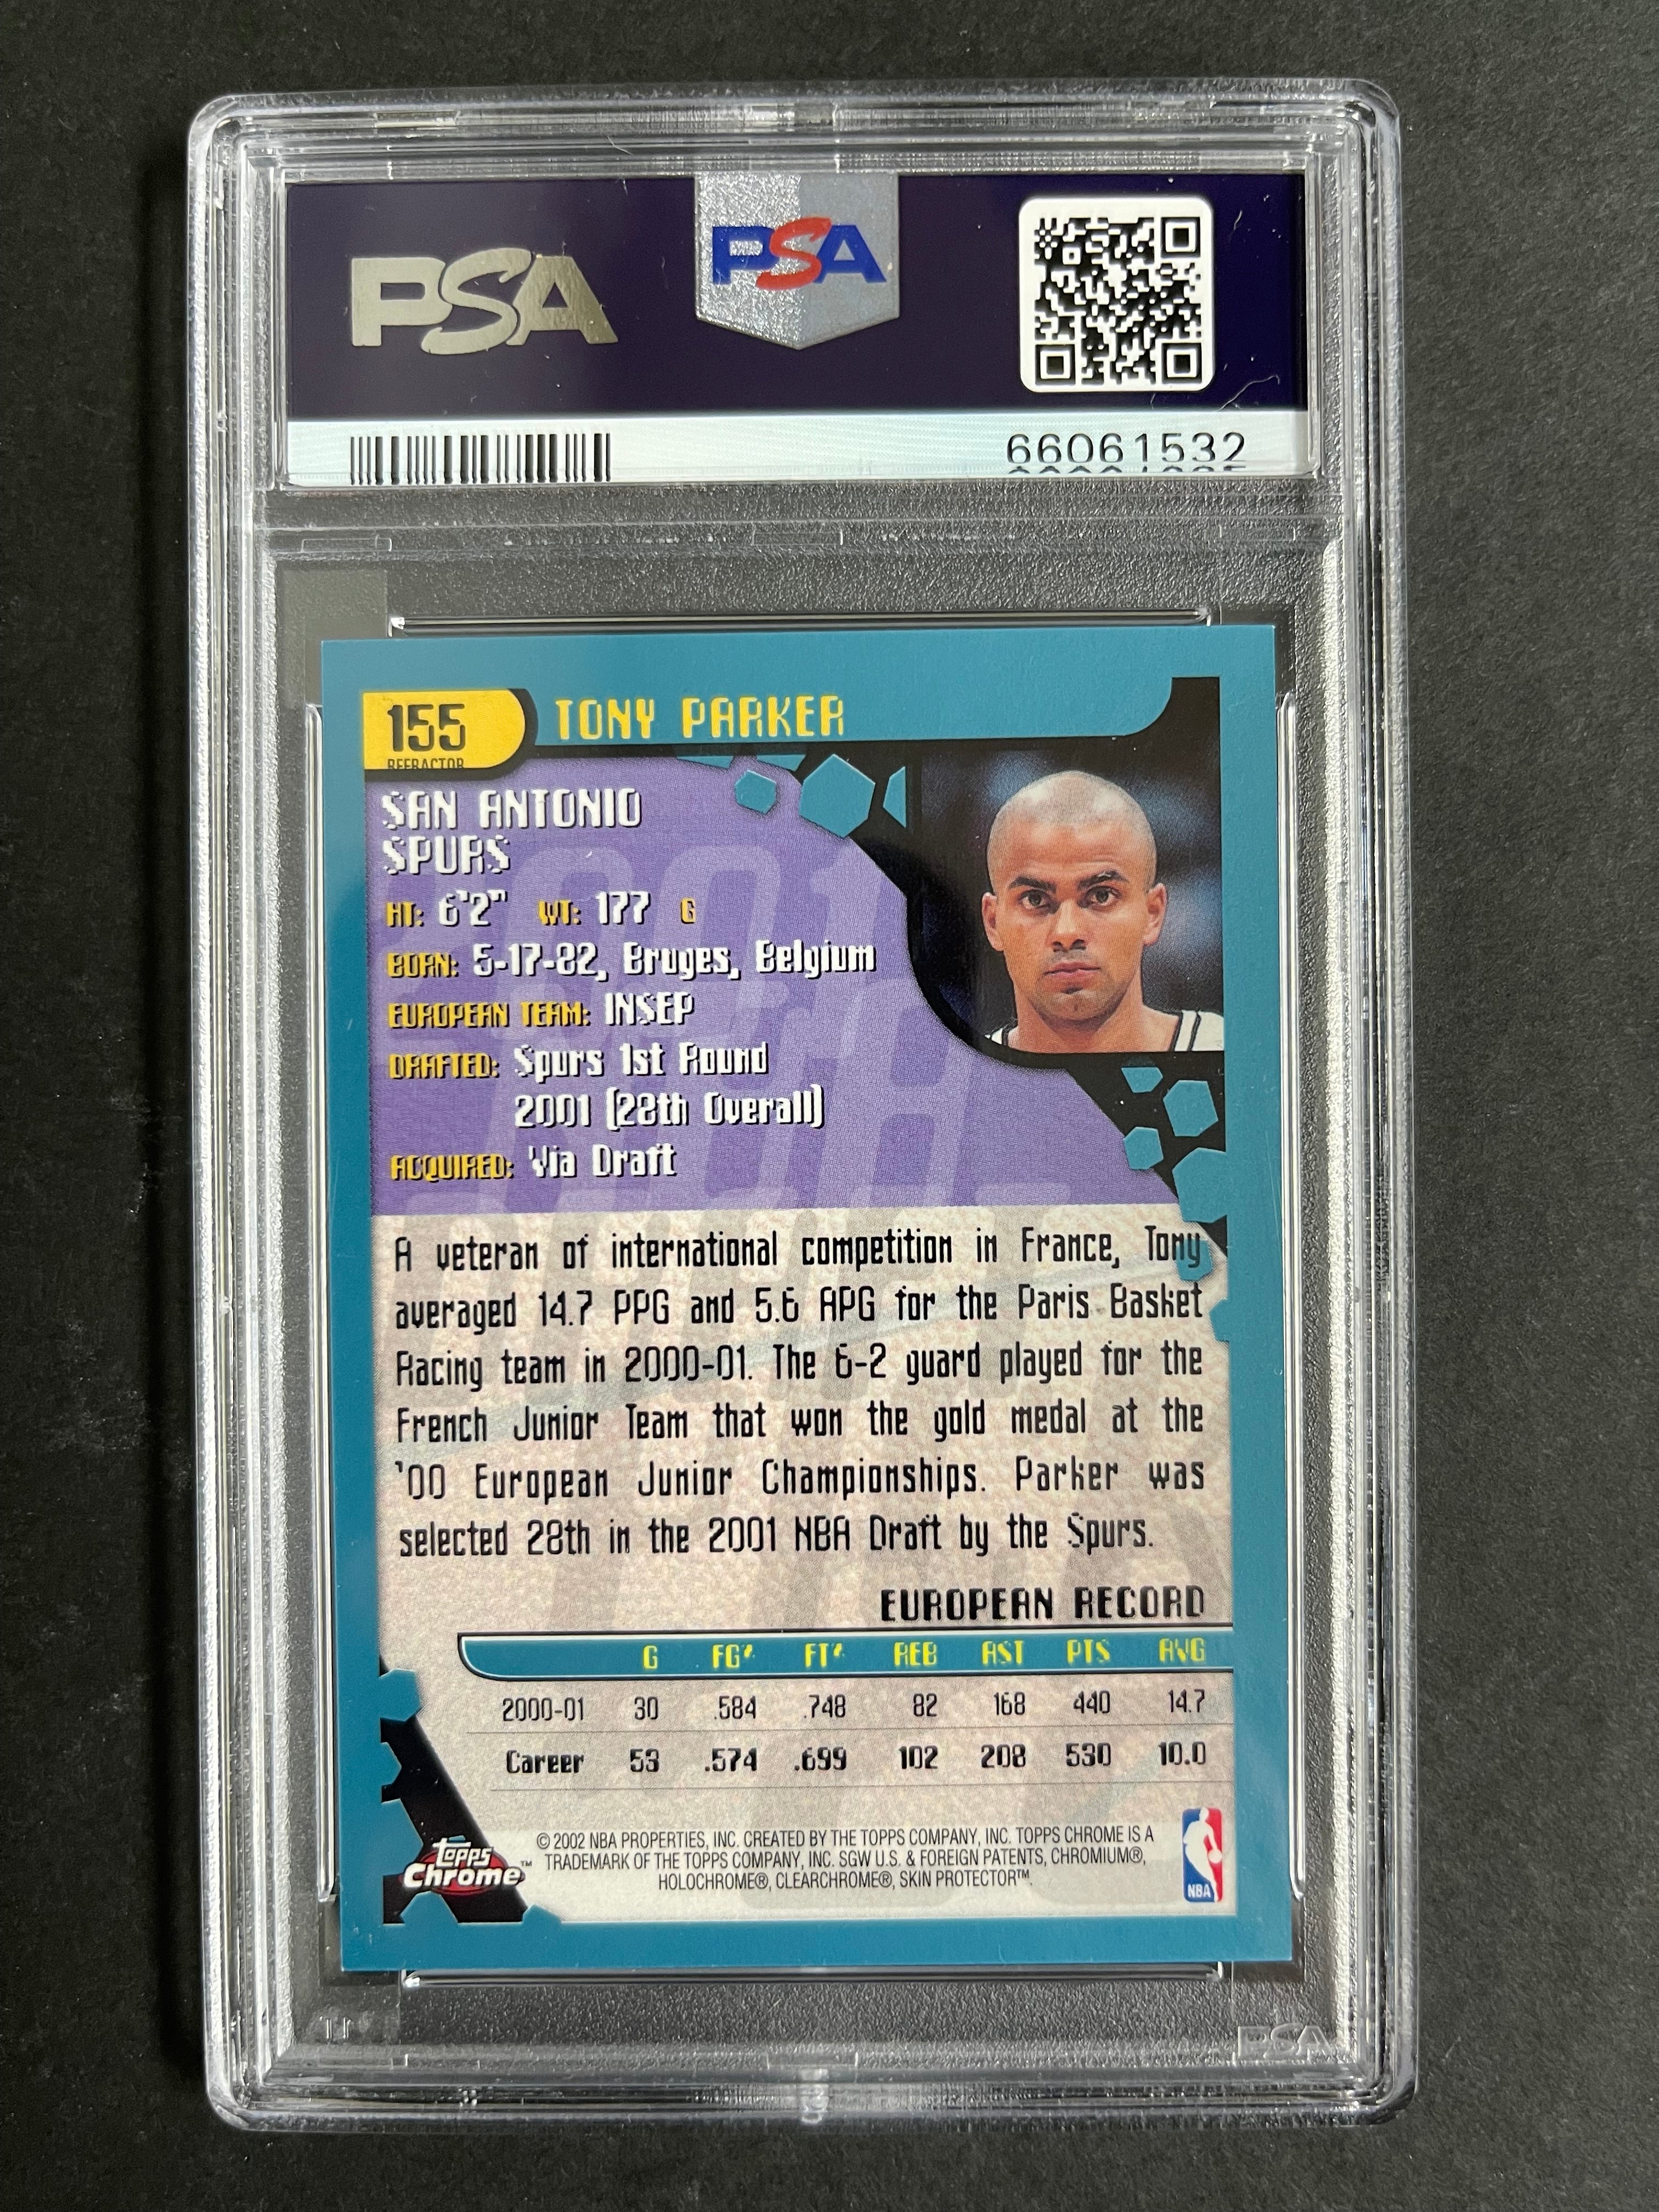 PSA
PSA
66061532
155
REFRACTOR
TONY PARKER
SAN ANTONIO
SPURS
HT: 6'2" WT: 177 G
BORN: 5-17-82, Bruges, Belgium
EUROPEAN TEAM: INSEP
DRAFTED: Spurs 1st Round
2001 (28th Overall)
ACQUIRED: Via Draft
A veteran of international competition in France, Tony
averaged 14.7 PPG and 5.6 APG for the Paris Basket
Racing team in 2000-01. The 6-2 guard played for the
French Junior Team that won the gold medal at the
'00 European Junior Championships. Parker was
selected 28th in the 2001 NBA Draft by the Spurs.
EUROPEAN RECORD
G FG% FT% REB AST PTS AVG
2000-01 30 .584 .748 82 168 440 14.7
Career 53 .574 .699 102 208 530 10.0
topps
Chrome™
© 2002 NBA PROPERTIES, INC. CREATED BY THE TOPPS COMPANY, INC. TOPPS CHROME IS A
TRADEMARK OF THE TOPPS COMPANY, INC. SGW U.S. & FOREIGN PATENTS, CHROMIUM®,
HOLOCHROME®, CLEARCHROME®, SKIN PROTECTOR™.
NBA
PSA